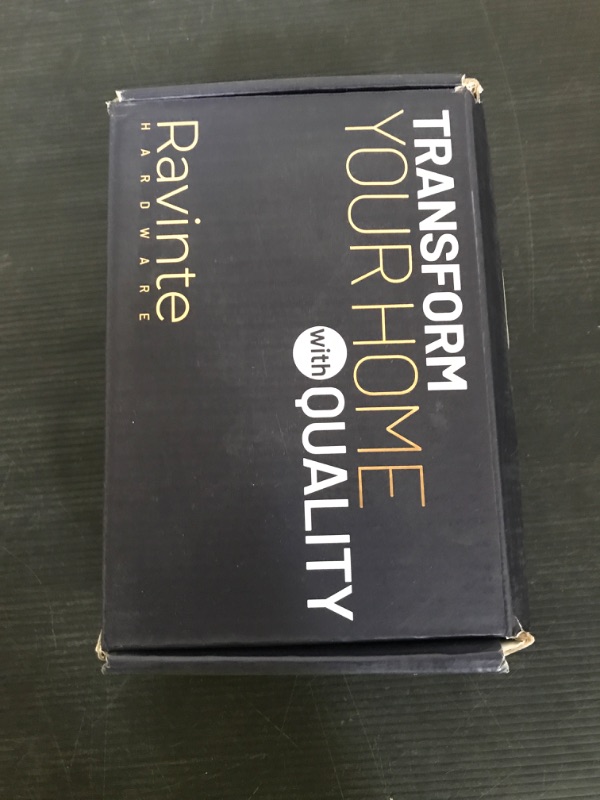 TRANSFORM
YOUR HOME
with QUALITY
Ravinte
HARDWARE